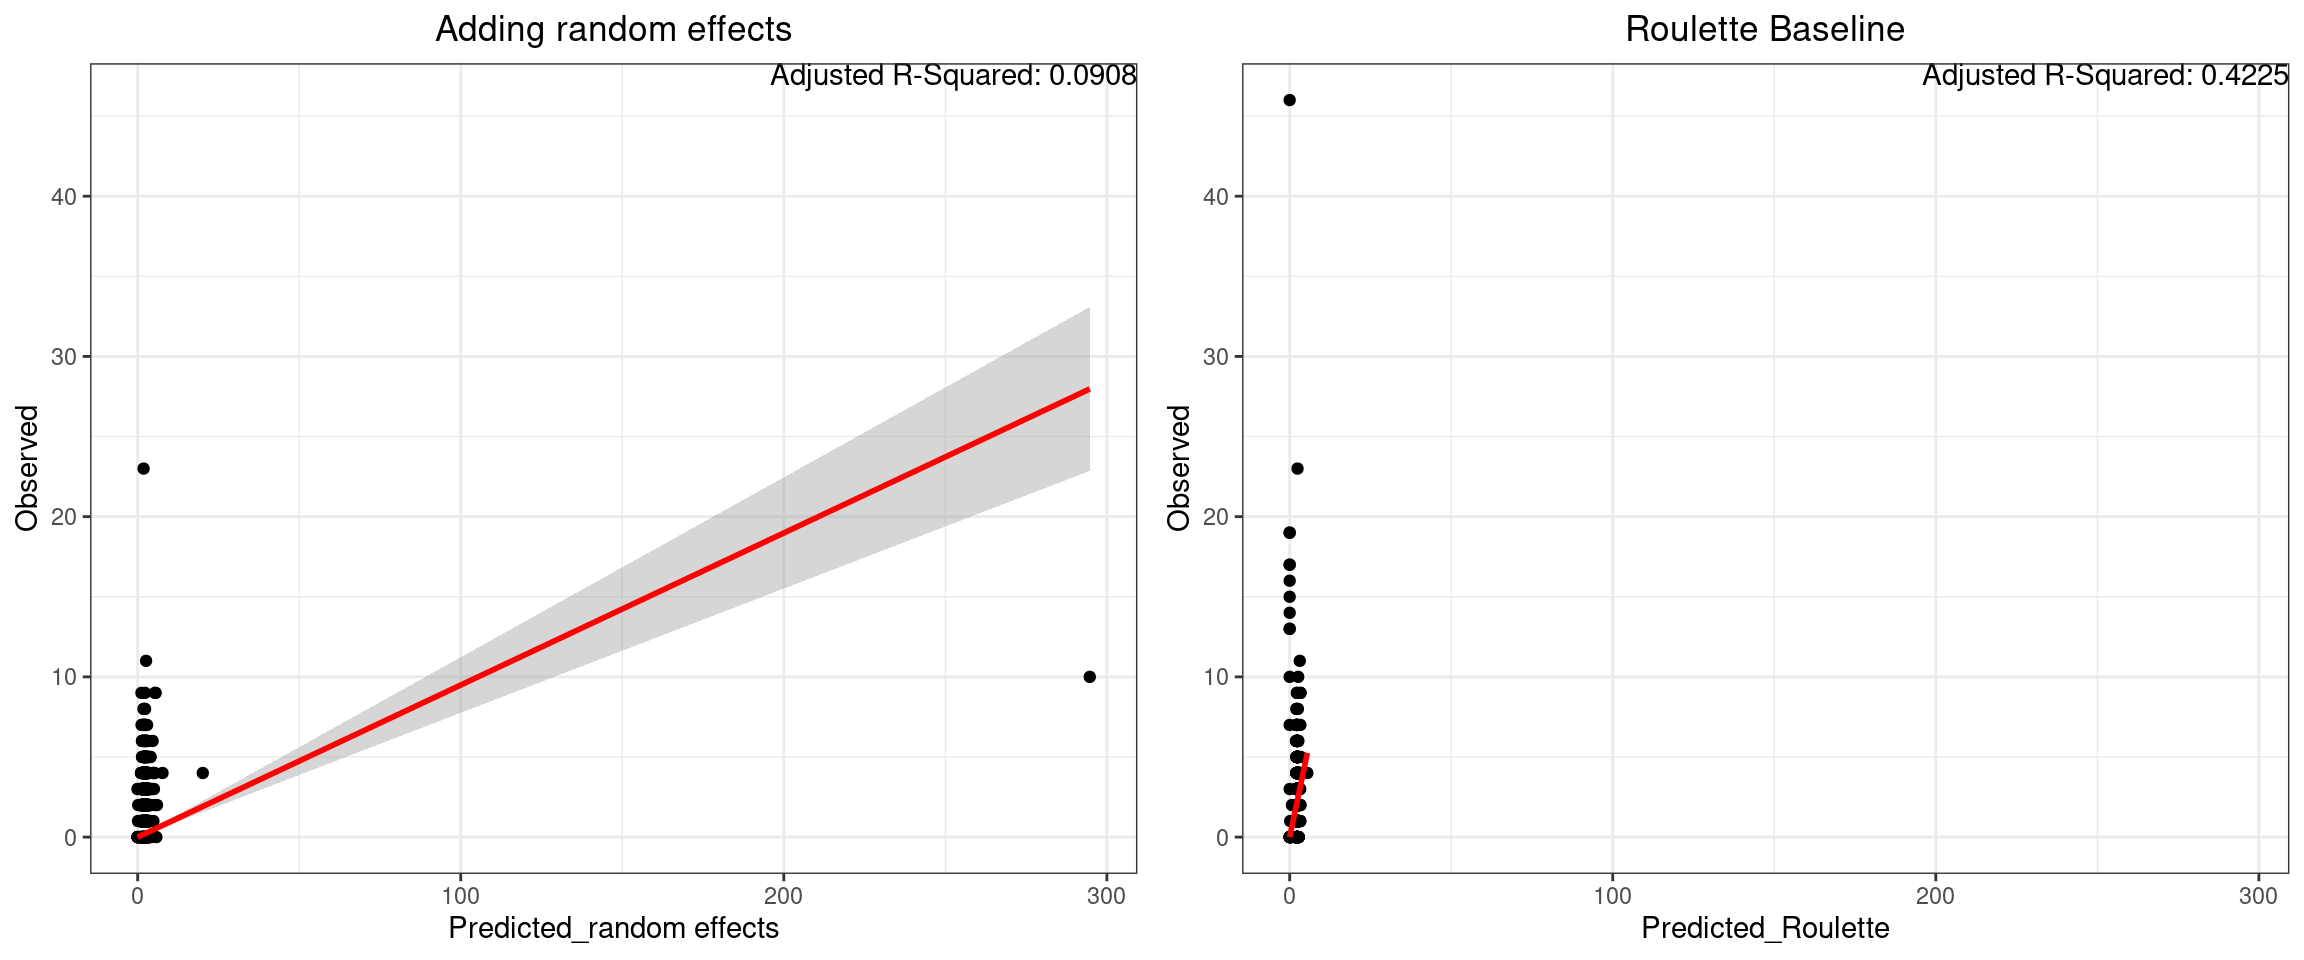 Adding random effects
Adjusted R-Squared: 0.0908
40
30
20
10
0
Observed
0 100 200 300
Predicted_random effects
Roulette Baseline
Adjusted R-Squared: 0.4225
40
30
20
10
0
Observed
0 100 200 300
Predicted_Roulette